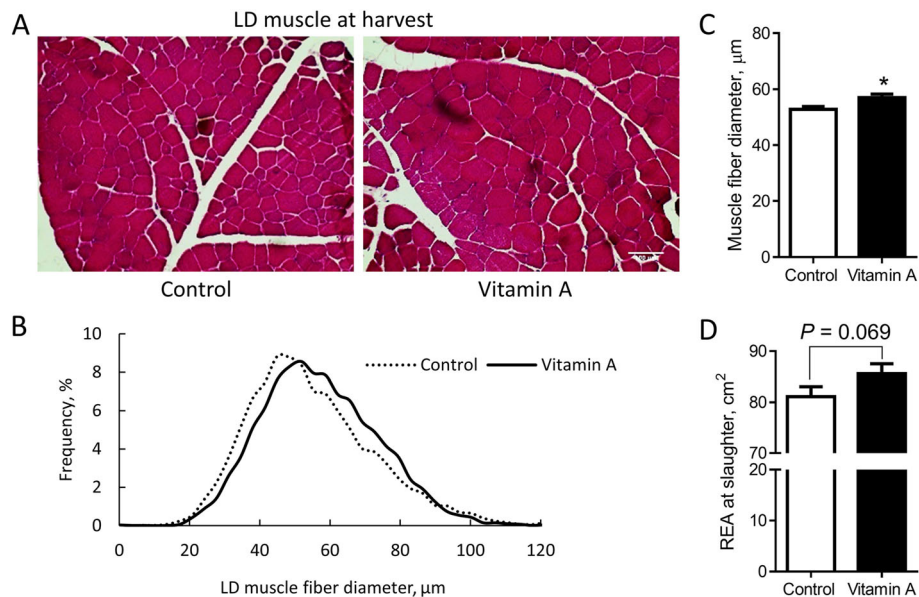 A
LD muscle at harvest
Control
Vitamin A
B
Frequency, %
10
8
6
4
2
0
Control
Vitamin A
0 20 40 60 80 100 120
LD muscle fiber diameter, μm
C
Muscle fiber diameter, μm
80
60
40
20
0
*
Control Vitamin A
D
REA at slaughter, cm²
P = 0.069
90
80
70
20
10
0
Control Vitamin A